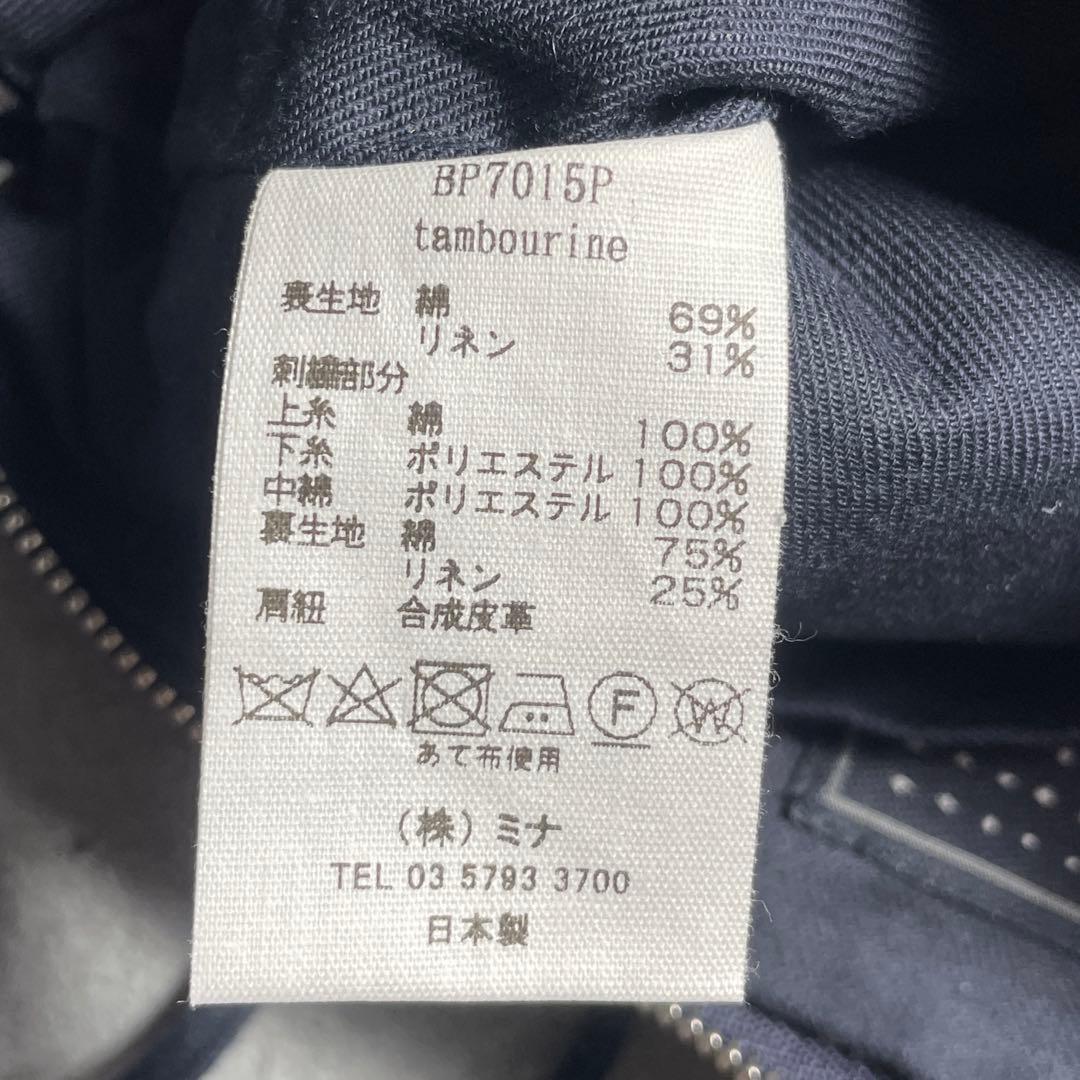 BP7015P
tambourine
表生地 綿 69%
リネン 31%
刺繍部分
上糸 綿 100%
下糸 ポリエステル 100%
中綿 ポリエステル 100%
裏生地 綿 75%
リネン 25%
肩紐 合成皮革
F
W
あて布使用
(株)ミナ
TEL 03 5793 3700
日本製